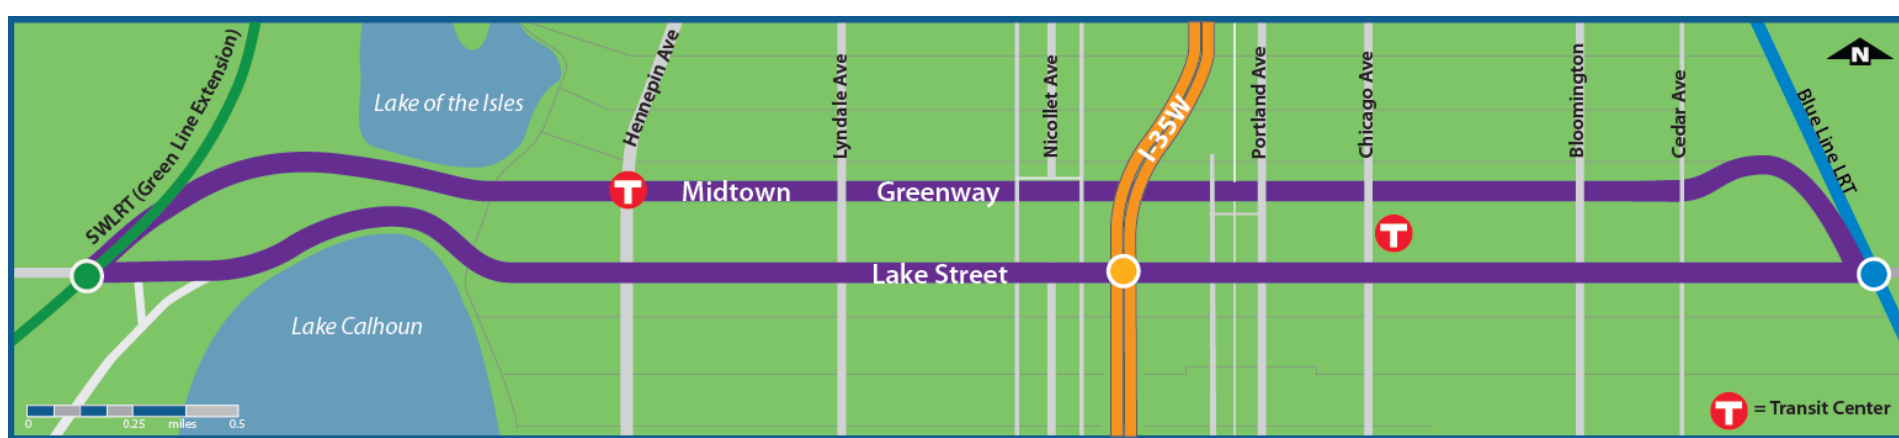 SWLRT (Green Line Extension)
Lake of the Isles
Hennepin Ave
Lyndale Ave
Nicollet Ave
I-35W
Portland Ave
Chicago Ave
Bloomington
Cedar Ave
Blue Line LRT
N
T
Midtown Greenway
T
Lake Street
Lake Calhoun
0 0.25 miles 0.5
T = Transit Center